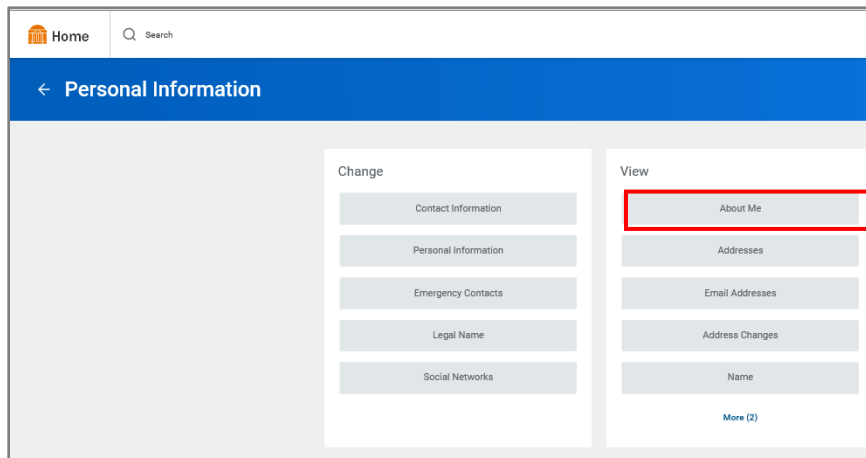 Home
Search
Personal Information
Change
Contact Information
Personal Information
Emergency Contacts
Legal Name
Social Networks
View
About Me
Addresses
Email Addresses
Address Changes
Name
More (2)